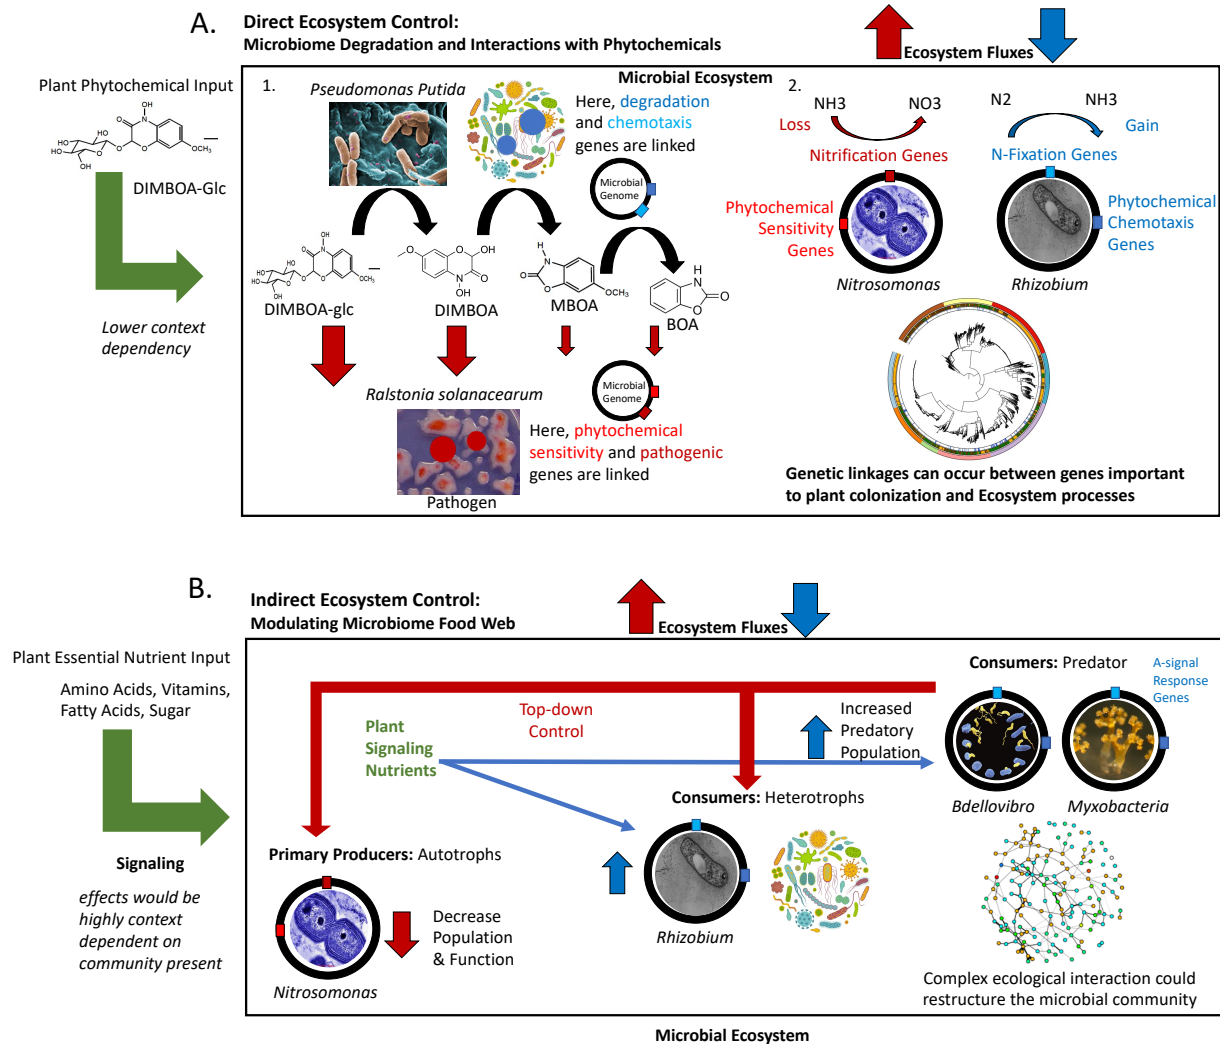 A.
Direct Ecosystem Control:
Microbiome Degradation and Interactions with Phytochemicals
Ecosystem Fluxes
Plant Phytochemical Input
OH
O
N
OH
HO
O
HO
O
O
OCH3
OH
DIMBOA-Glc
Lower context
dependency
1.
Pseudomonas Putida
Microbial Ecosystem
Here, degradation
and chemotaxis
genes are linked
Microbial
Genome
DIMBOA-glc
DIMBOA
MBOA
BOA
Ralstonia solanacearum
Pathogen
Microbial
Genome
Here, phytochemical
sensitivity and pathogenic
genes are linked
2.
NH3
NO3
Loss
Nitrification Genes
N2
NH3
Gain
N-Fixation Genes
Phytochemical
Sensitivity
Genes
Phytochemical
Chemotaxis
Genes
Nitrosomonas
Rhizobium
Genetic linkages can occur between genes important
to plant colonization and Ecosystem processes
B.
Indirect Ecosystem Control:
Modulating Microbiome Food Web
Ecosystem Fluxes
Plant Essential Nutrient Input
Amino Acids, Vitamins,
Fatty Acids, Sugar
Signaling
effects would be
highly context
dependent on
community present
Consumers: Predator
A-signal
Response
Genes
Top-down
Control
Plant
Signaling
Nutrients
Increased
Predatory
Population
Bdellovibro
Myxobacteria
Consumers: Heterotrophs
Rhizobium
Primary Producers: Autotrophs
Decrease
Population
& Function
Nitrosomonas
Complex ecological interaction could
restructure the microbial community
Microbial Ecosystem